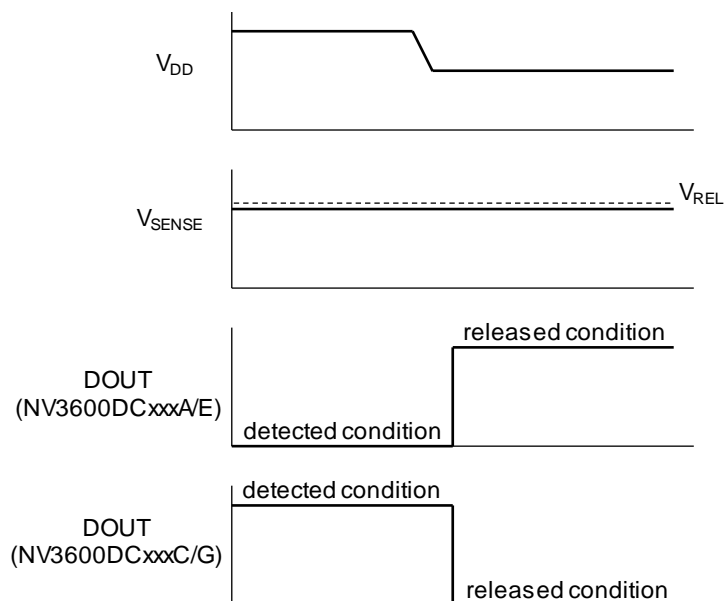 VDD
VREL
VSENSE
released condition
DOUT
(NV3600DCxxxA/E)
detected condition
detected condition
DOUT
(NV3600DCxxxC/G)
released condition